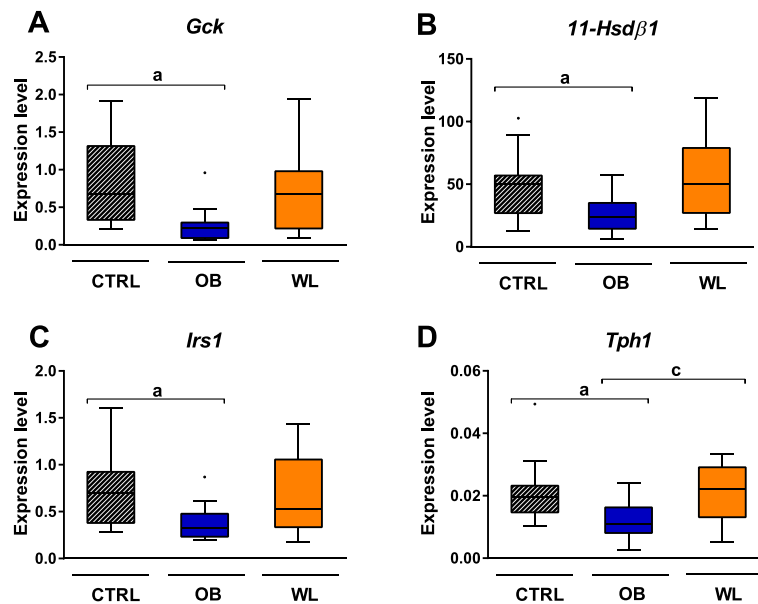 A
Gck
Expression level
2.5
2.0
1.5
1.0
0.5
0.0
a
CTRL
OB
WL
B
11-Hsdβ1
Expression level
150
100
50
0
a
CTRL
OB
WL
C
Irs1
Expression level
2.0
1.5
1.0
0.5
0.0
a
CTRL
OB
WL
D
Tph1
Expression level
0.06
0.04
0.02
0.00
c
a
CTRL
OB
WL